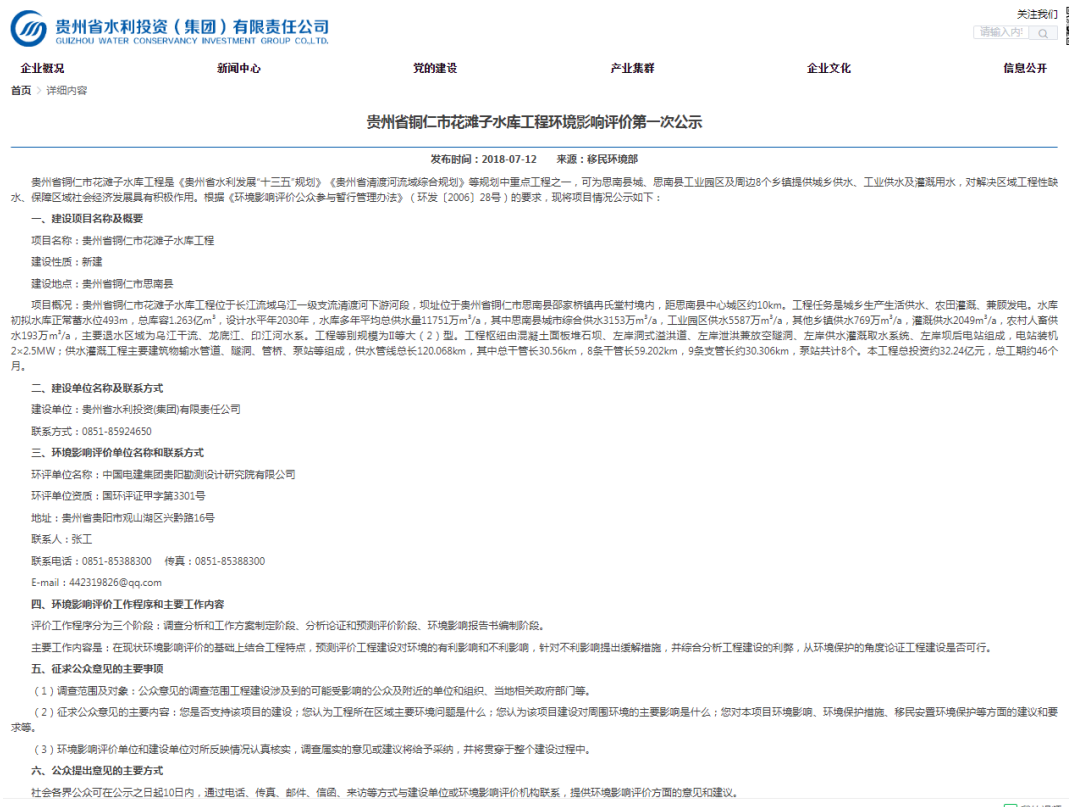 贵州省水利投资（集团）有限责任公司
GUIZHOU WATER CONSERVANCY INVESTMENT GROUP CO.,LTD.
关注我们
请输入内
企业概况 新闻中心 党的建设 产业集群 企业文化 信息公开
首页 > 详细内容
贵州省铜仁市花滩子水库工程环境影响评价第一次公示
发布时间：2018-07-12 来源：移民环境部
贵州省铜仁市花滩子水库工程是《贵州省水利发展"十三五"规划》《贵州省清渡河流域综合规划》等规划中重点工程之一，可为思南县城、思南县工业园区及周边8个乡镇提供城乡供水、工业供水及灌溉用水，对解决区域工程性缺
水、保障区域社会经济发展具有积极作用。根据《环境影响评价公众参与暂行管理办法》（环发［2006］28号）的要求，现将项目情况公示如下：
一、建设项目名称及概要
项目名称：贵州省铜仁市花滩子水库工程
建设性质：新建
建设地点：贵州省铜仁市思南县
项目概况：贵州省铜仁市花滩子水库工程位于长江流域乌江一级支流清渡河下游河段，坝址位于贵州省铜仁市思南县邵家桥镇冉氏堂村境内，距思南县中心城区约10km。工程任务是城乡生产生活供水、农田灌溉、兼顾发电。水库
初拟水库正常蓄水位493m，总库容1.263亿m³，设计水平年2030年，水库多年平均总供水量11751万m³/a，其中思南县城市综合供水3153万m³/a，工业园区供水5587万m³/a，其他乡镇供水769万m³/a，灌溉供水2049m³/a，农村人畜供
水193万m³/a，主要退水区域为乌江干流、龙底江、印江河水系。工程等别规模为Ⅱ等大（2）型。工程枢纽由混凝土面板堆石坝、左岸洞式溢洪道、左岸泄洪兼放空隧洞、左岸供水灌溉取水系统、左岸坝后电站组成，电站装机
2×2.5MW；供水灌溉工程主要建筑物输水管道、隧洞、管桥、泵站等组成，供水管线总长120.068km，其中总干管长30.56km，8条干管长59.202km，9条支管长约30.306km，泵站共计8个。本工程总投资约32.24亿元，总工期约46个
月。
二、建设单位名称及联系方式
建设单位：贵州省水利投资(集团)有限责任公司
联系方式：0851-85924650
三、环境影响评价单位名称和联系方式
环评单位名称：中国电建集团贵阳勘测设计研究院有限公司
环评单位资质：国环评证甲字第3301号
地址：贵州省贵阳市观山湖区兴黔路16号
联系人：张工
联系电话：0851-85388300 传真：0851-85388300
E-mail：442319826@qq.com
四、环境影响评价工作程序和主要工作内容
评价工作程序分为三个阶段：调查分析和工作方案制定阶段、分析论证和预测评价阶段、环境影响报告书编制阶段。
主要工作内容是：在现状环境影响评价的基础上结合工程特点，预测评价工程建设对环境的有利影响和不利影响，针对不利影响提出缓解措施，并综合分析工程建设的利弊，从环境保护的角度论证工程建设是否可行。
五、征求公众意见的主要事项
（1）调查范围及对象：公众意见的调查范围工程建设涉及到的可能受影响的公众及附近的单位和组织、当地相关政府部门等。
（2）征求公众意见的主要内容：您是否支持该项目的建设；您认为工程所在区域主要环境问题是什么；您认为该项目建设对周围环境的主要影响是什么；您对本项目环境影响、环境保护措施、移民安置环境保护等方面的建议和要
求等。
（3）环境影响评价单位和建设单位对所反映情况认真核实，调查属实的意见或建议将给予采纳，并将贯穿于整个建设过程中。
六、公众提出意见的主要方式
社会各界公众可在公示之日起10日内，通过电话、传真、邮件、信函、来访等方式与建设单位或环境影响评价机构联系，提供环境影响评价方面的意见和建议。